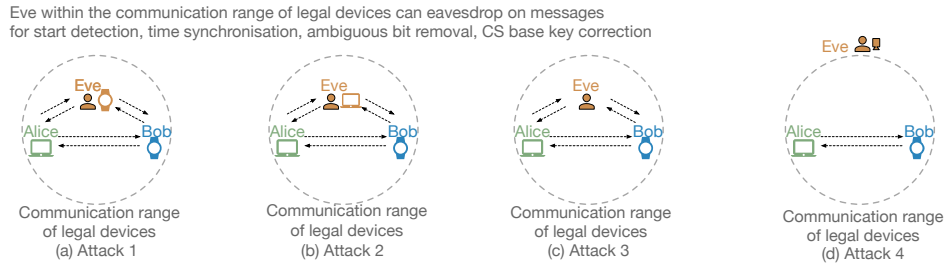 Eve within the communication range of legal devices can eavesdrop on messages
for start detection, time synchronisation, ambiguous bit removal, CS base key correction
Eve
Alice
Bob
Communication range
of legal devices
(a) Attack 1
Eve
Alice
Bob
Communication range
of legal devices
(b) Attack 2
Eve
Alice
Bob
Communication range
of legal devices
(c) Attack 3
Eve
Alice
Bob
Communication range
of legal devices
(d) Attack 4